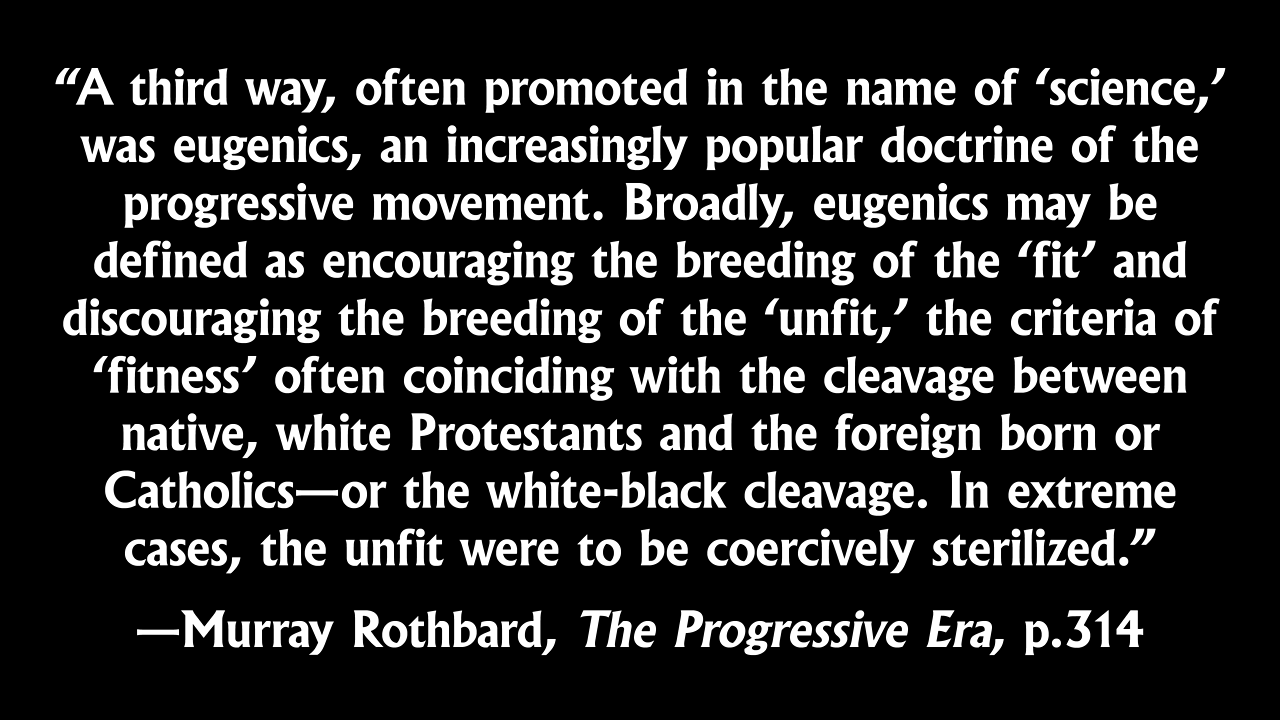 “A third way, often promoted in the name of ‘science,’
was eugenics, an increasingly popular doctrine of the
progressive movement. Broadly, eugenics may be
defined as encouraging the breeding of the ‘fit’ and
discouraging the breeding of the ‘unfit,’ the criteria of
‘fitness’ often coinciding with the cleavage between
native, white Protestants and the foreign born or
Catholics—or the white-black cleavage. In extreme
cases, the unfit were to be coercively sterilized.”
—Murray Rothbard, The Progressive Era, p.314